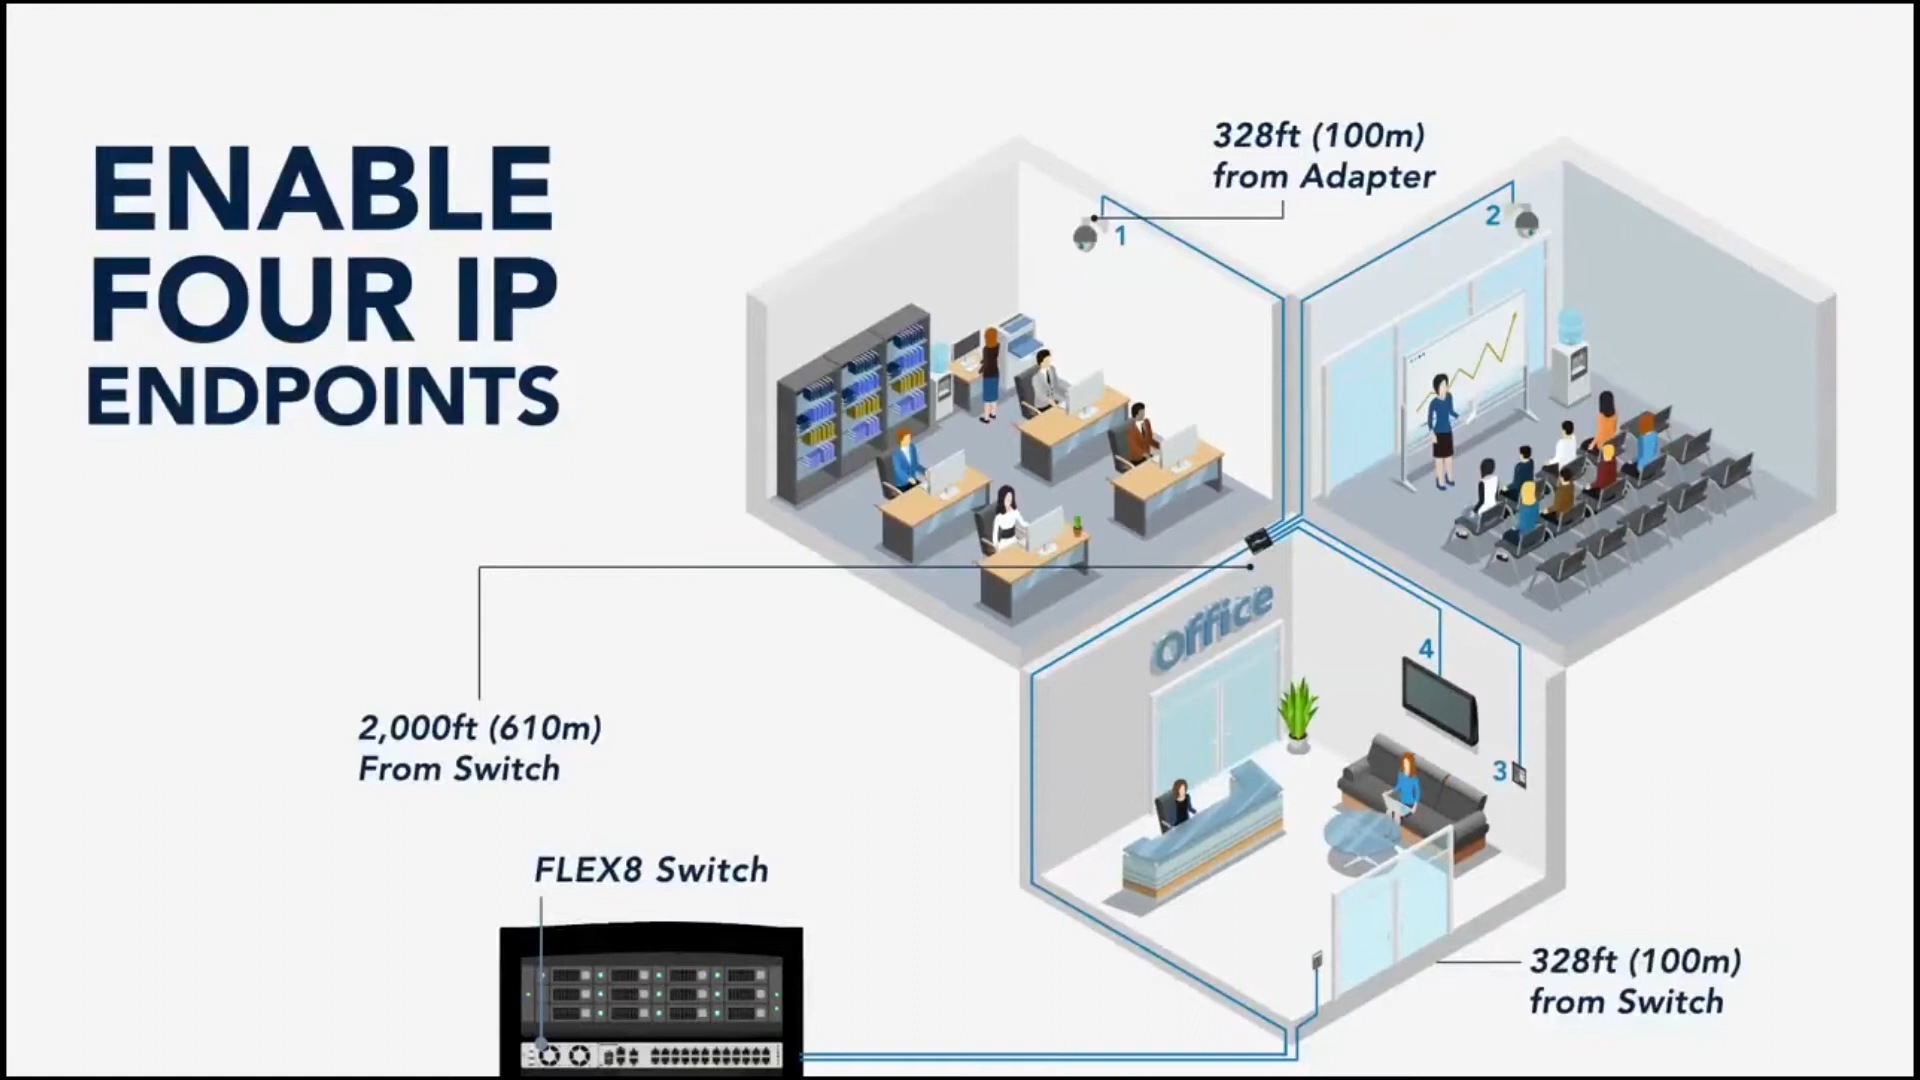 ENABLE
FOUR IP
ENDPOINTS
328ft (100m)
from Adapter
1
2
office
4
3
2,000ft (610m)
From Switch
FLEX8 Switch
328ft (100m)
from Switch